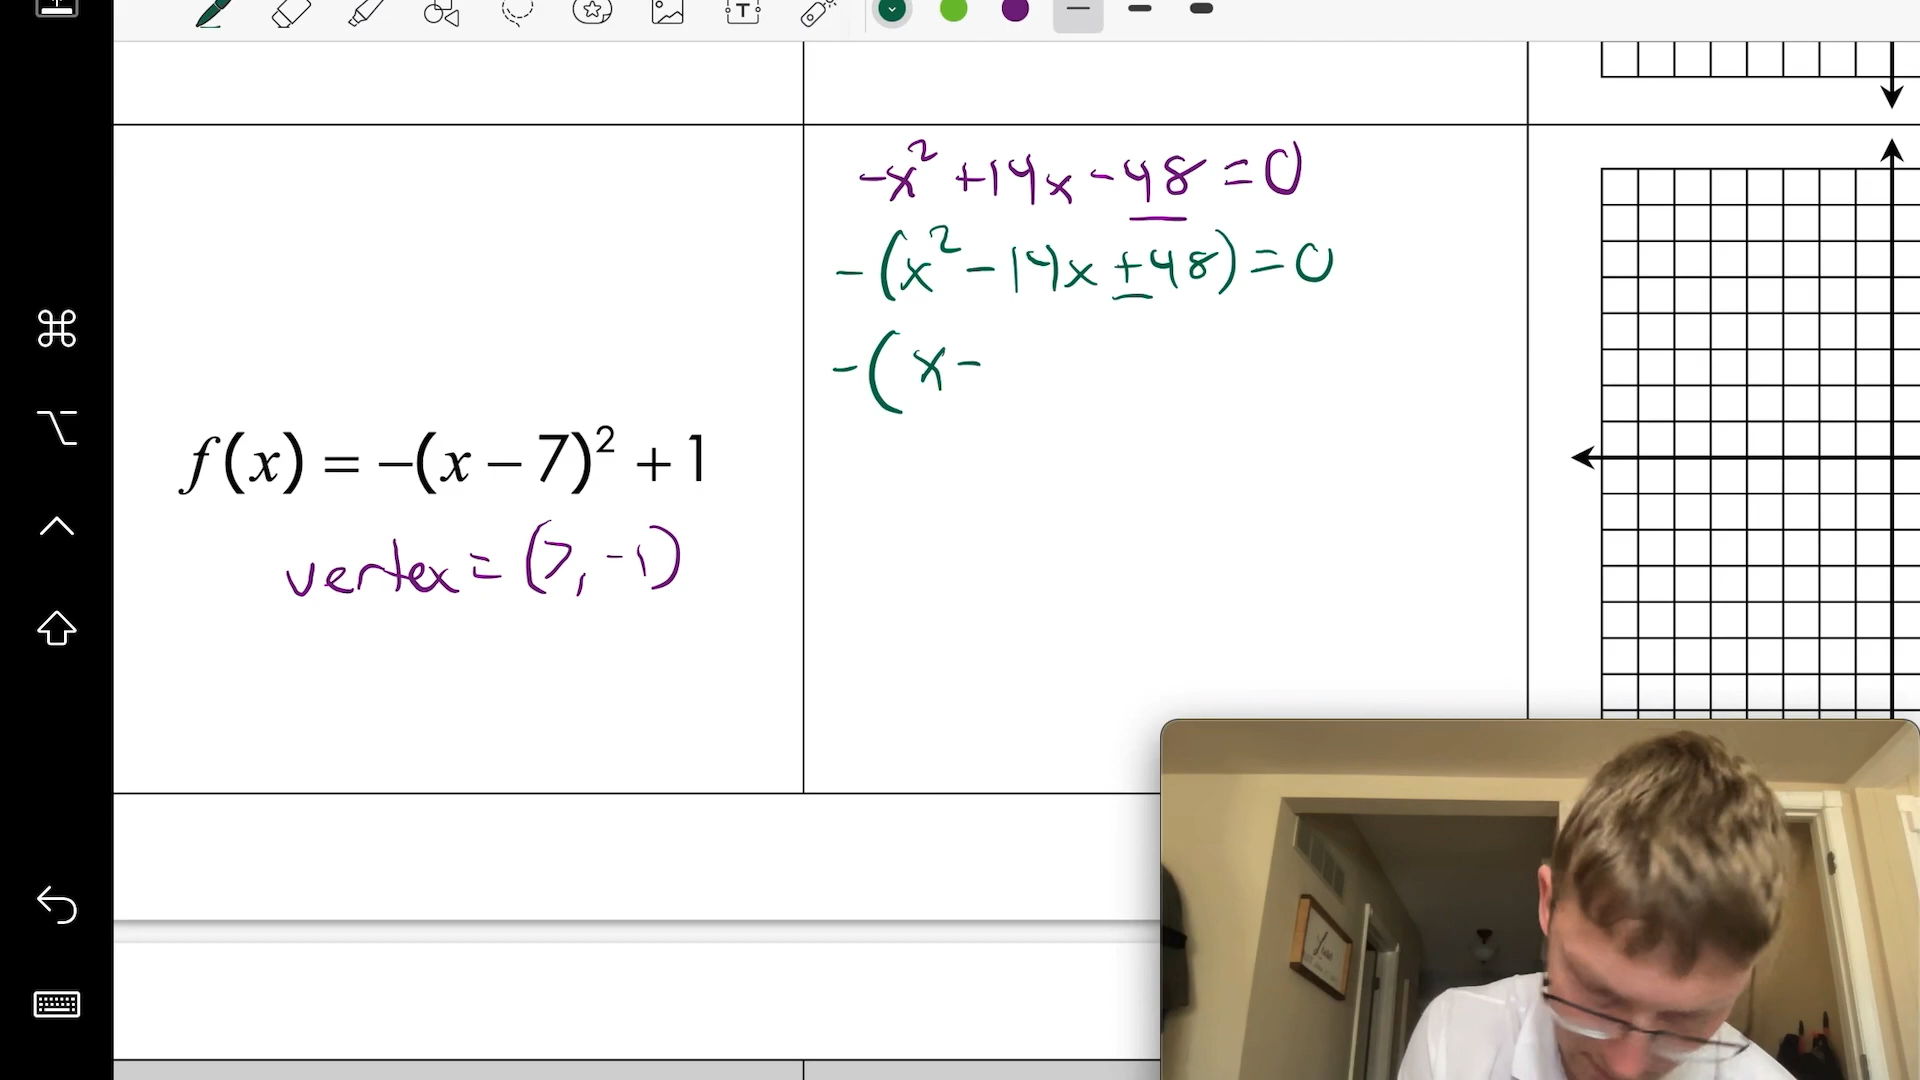 -x² +14x -48 = 0
-(x² - 14x + 48) = 0
-( x -
f(x) = -(x - 7)² + 1
vertex = (7, -1)